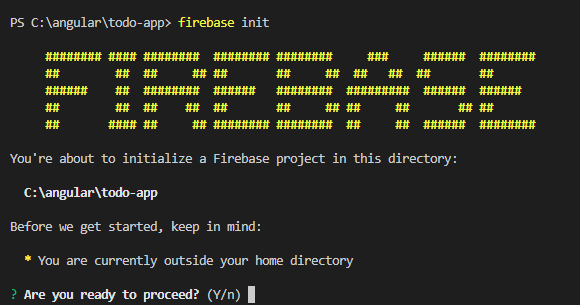 PS C:\angular\todo-app> firebase init
######## #### ########  ######## ########     ###     ######  ########
##        ##  ##     ## ##       ##     ##  ##   ##  ##       ##
######    ##  ########  ######   ########  #########  ######  ######
##        ##  ##    ##  ##       ##     ## ##     ##       ## ##
##       #### ##     ## ######## ########  ##     ##  ######  ########
You're about to initialize a Firebase project in this directory:
C:\angular\todo-app
Before we get started, keep in mind:
* You are currently outside your home directory
? Are you ready to proceed? (Y/n)